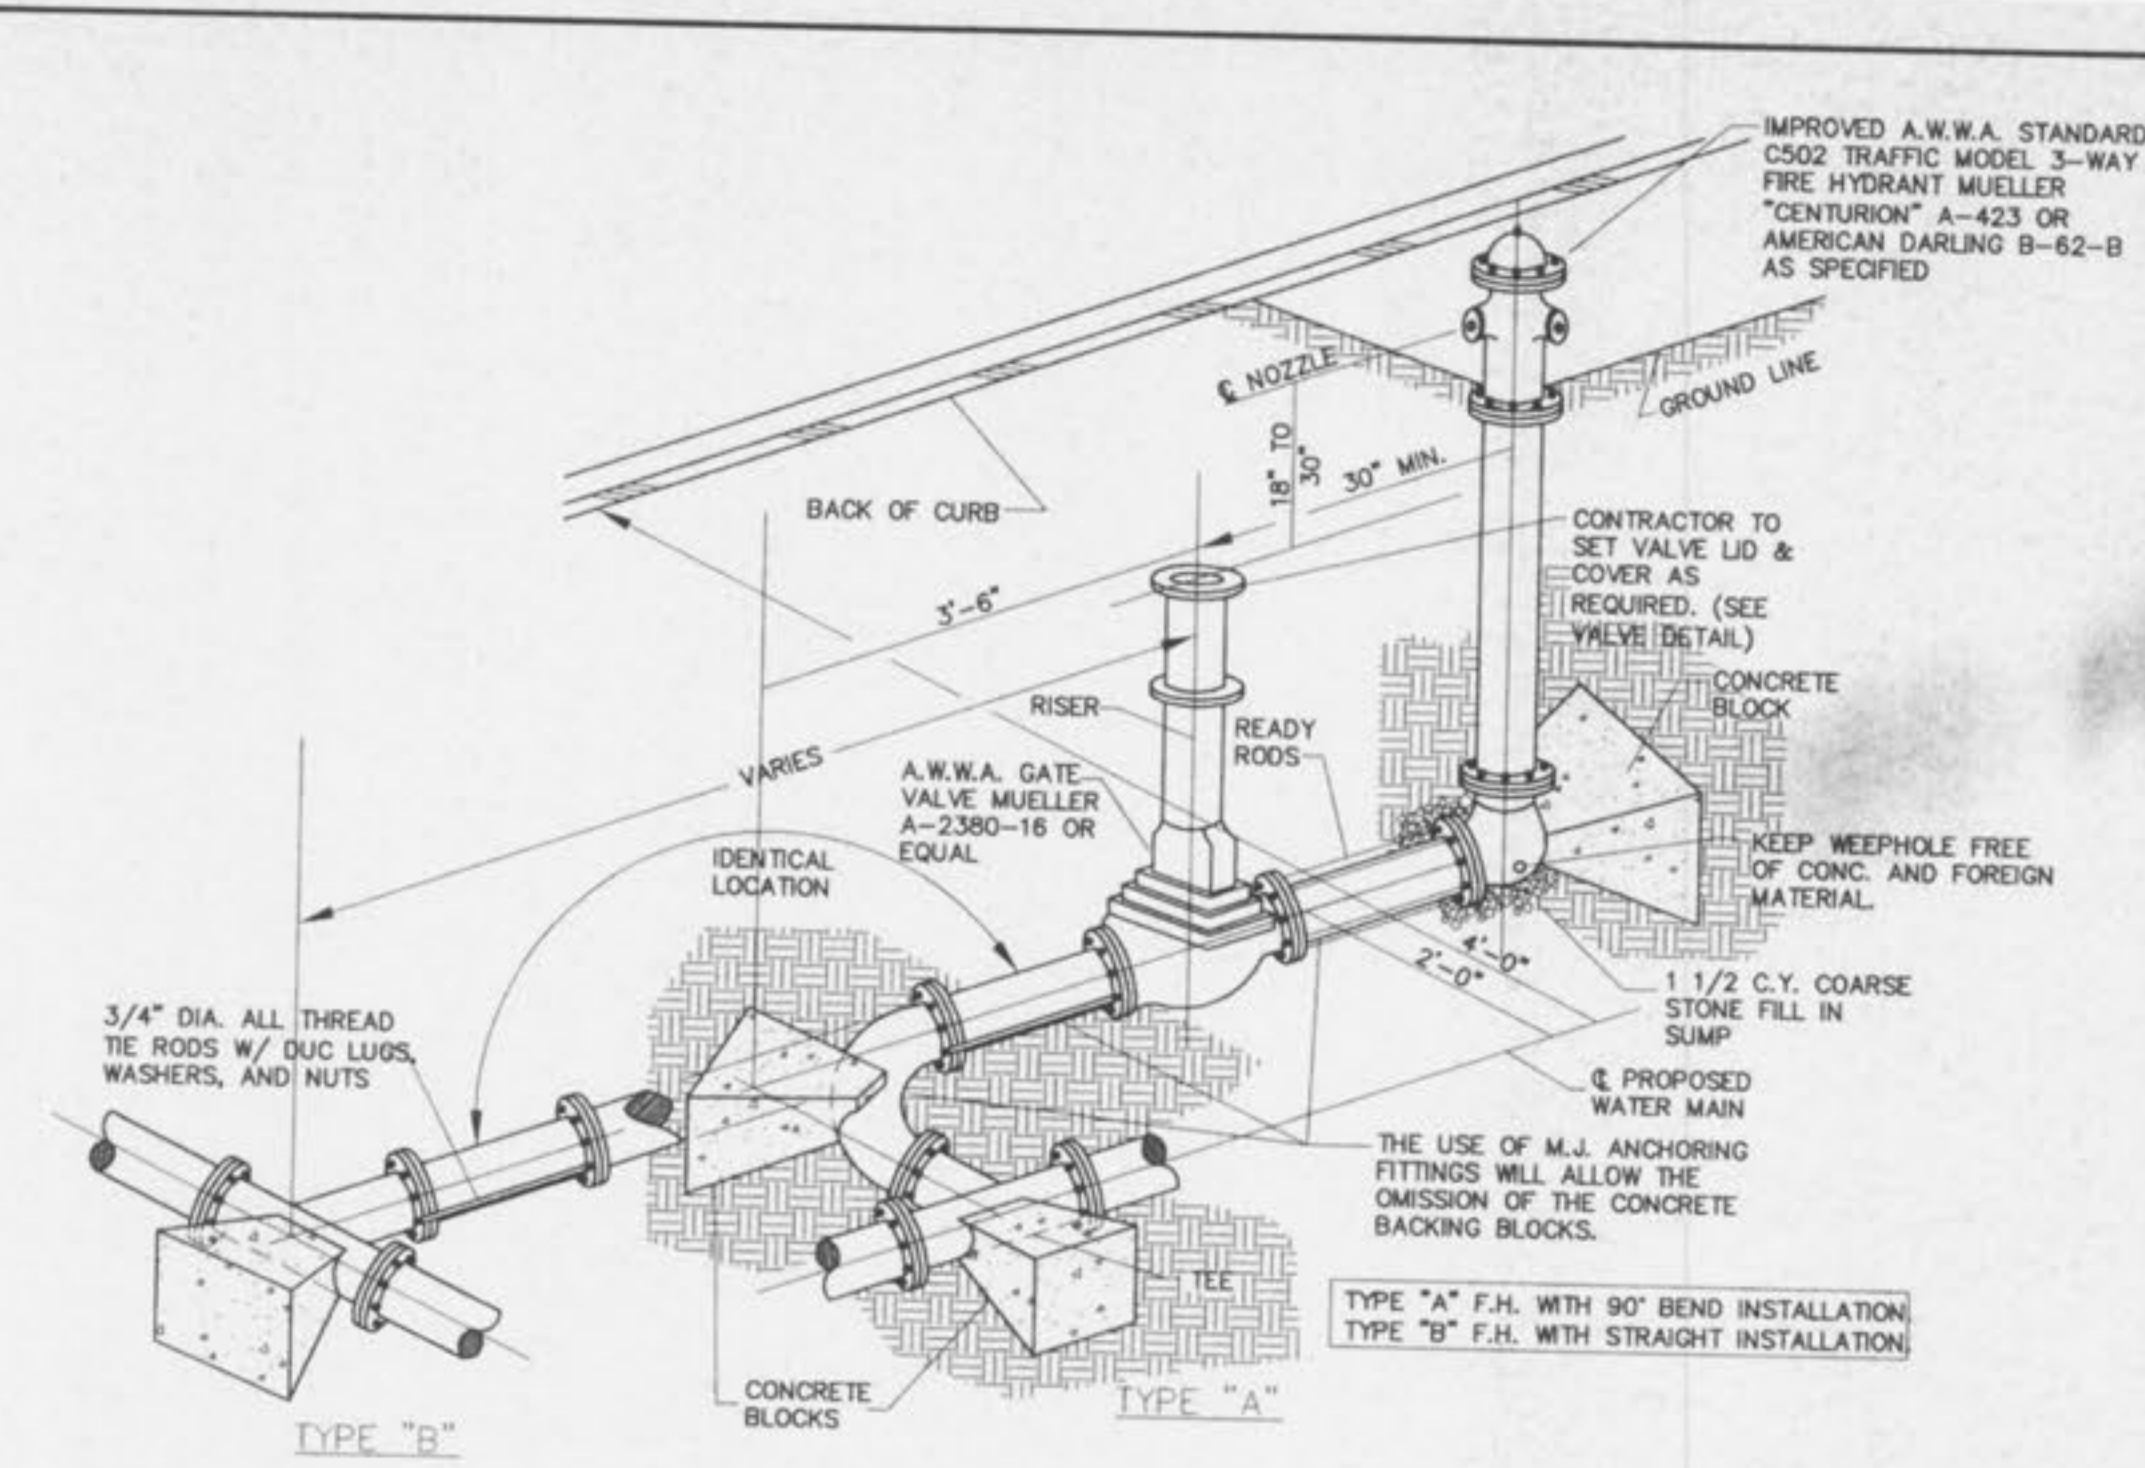 IMPROVED A.W.W.A. STANDARD
C502 TRAFFIC MODEL 3-WAY
FIRE HYDRANT MUELLER
"CENTURION" A-423 OR
AMERICAN DARLING B-62-B
AS SPECIFIED
℄ NOZZLE
GROUND LINE
18" TO
30"
30" MIN.
BACK OF CURB
CONTRACTOR TO
SET VALVE LID &
COVER AS
REQUIRED. (SEE
VALVE DETAIL)
3'-6"
CONCRETE
BLOCK
RISER
READY
RODS
VARIES
A.W.W.A. GATE
VALVE MUELLER
A-2380-16 OR
EQUAL
IDENTICAL
LOCATION
KEEP WEEPHOLE FREE
OF CONC. AND FOREIGN
MATERIAL.
4'-0"
2'-0"
1 1/2 C.Y. COARSE
STONE FILL IN
SUMP
3/4" DIA. ALL THREAD
TIE RODS W/ DUC LUGS,
WASHERS, AND NUTS
℄ PROPOSED
WATER MAIN
THE USE OF M.J. ANCHORING
FITTINGS WILL ALLOW THE
OMISSION OF THE CONCRETE
BACKING BLOCKS.
TEE
TYPE "A" F.H. WITH 90° BEND INSTALLATION
TYPE "B" F.H. WITH STRAIGHT INSTALLATION
CONCRETE
BLOCKS
TYPE "A"
TYPE "B"